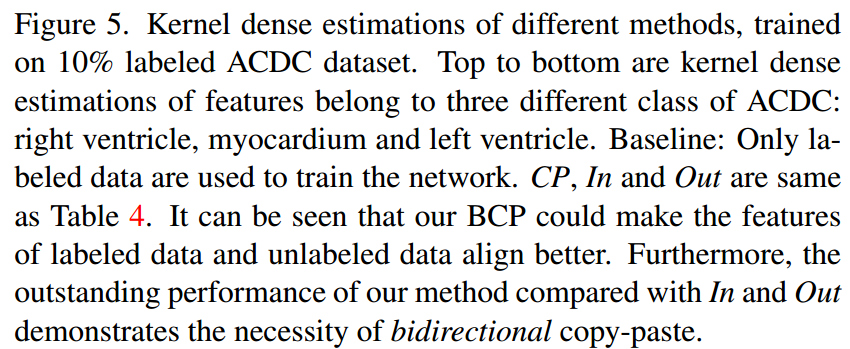 Figure 5. Kernel dense estimations of different methods, trained
on 10% labeled ACDC dataset. Top to bottom are kernel dense
estimations of features belong to three different class of ACDC:
right ventricle, myocardium and left ventricle. Baseline: Only la-
beled data are used to train the network. CP, In and Out are same
as Table 4. It can be seen that our BCP could make the features
of labeled data and unlabeled data align better. Furthermore, the
outstanding performance of our method compared with In and Out
demonstrates the necessity of bidirectional copy-paste.